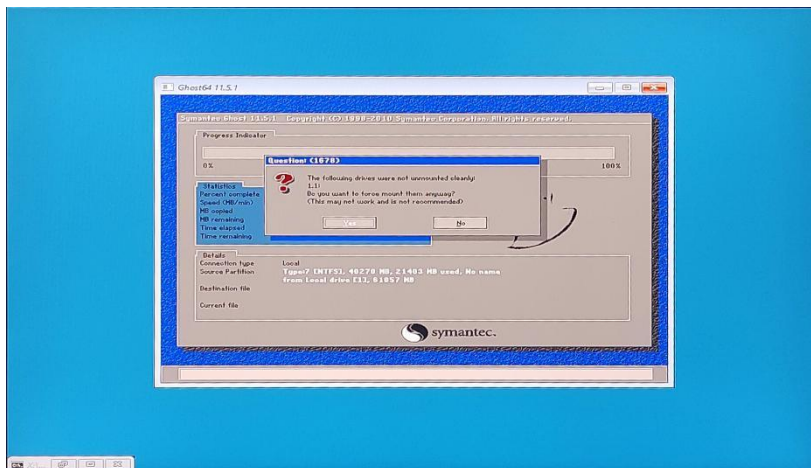 Ghost64 11.5.1
Symantec Ghost 11.5.1 Copyright (C) 1998-2010 Symantec Corporation. All rights reserved.
Progress Indicator
0%
100%
Question: (1678)
The following drives were not unmounted cleanly:
1.1:
Do you want to force mount them anyway?
(This may not work and is not recommended)
Yes
No
Statistics
Percent complete
Speed (MB/min)
MB copied
MB remaining
Time elapsed
Time remaining
Details
Connection type Local
Source Partition Type:7 [NTFS], 40270 MB, 21403 MB used, No name
from Local drive [1], 61057 MB
Destination file
Current file
symantec.